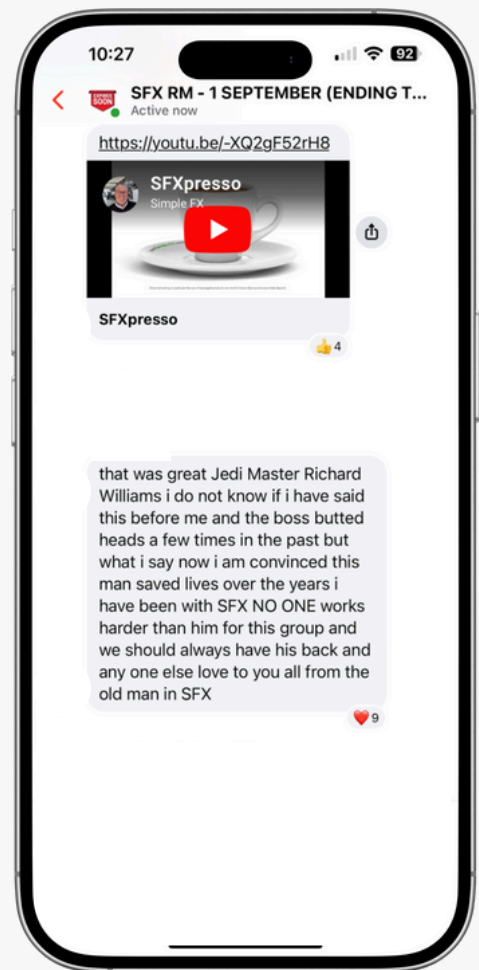 10:27
92
EXPIRES
SOON
SFX RM - 1 SEPTEMBER (ENDING T...
Active now
https://youtu.be/-XQ2gF52rH8
SFXpresso
Simple FX
SFXpresso
👍 4
that was great Jedi Master Richard
Williams i do not know if i have said
this before me and the boss butted
heads a few times in the past but
what i say now i am convinced this
man saved lives over the years i
have been with SFX NO ONE works
harder than him for this group and
we should always have his back and
any one else love to you all from the
old man in SFX
❤️ 9